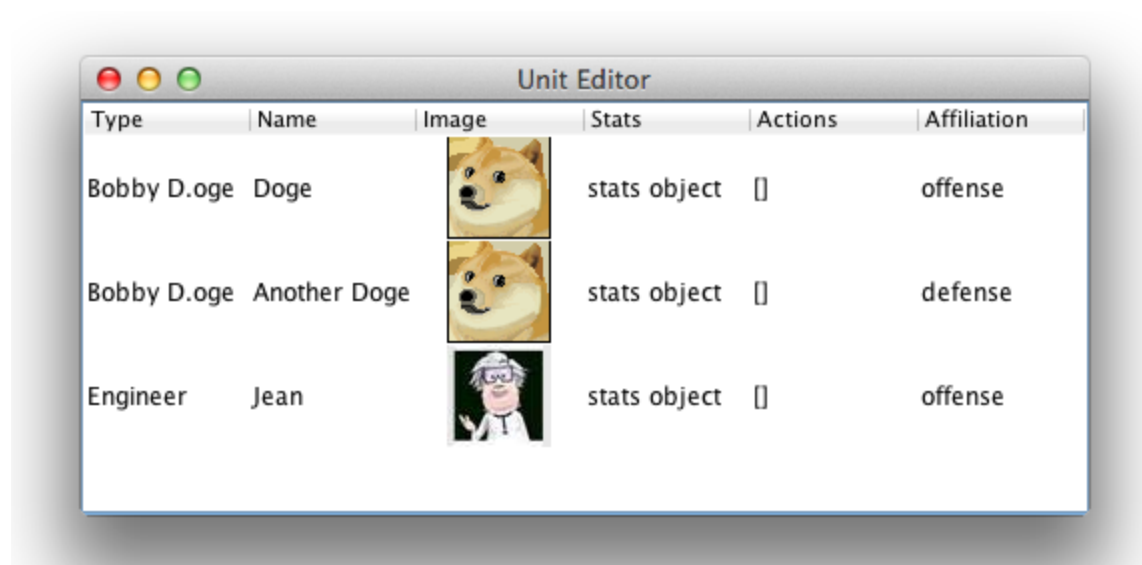 Unit Editor
Type Name Image Stats Actions Affiliation
Bobby D.oge Doge stats object [] offense
Bobby D.oge Another Doge stats object [] defense
Engineer Jean stats object [] offense